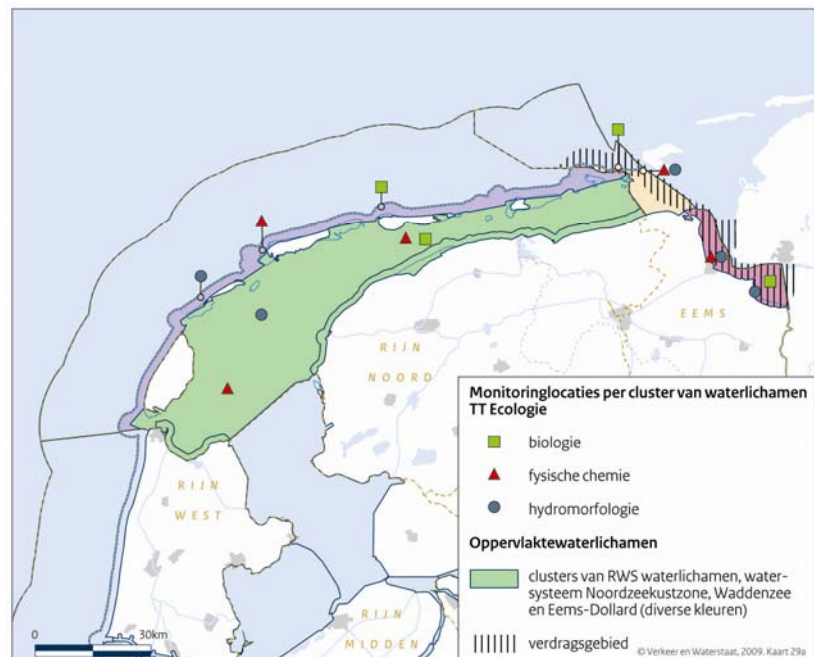 EEMS
RIJN
NOORD
RIJN
WEST
RIJN
MIDDEN
0 30km
Monitoringlocaties per cluster van waterlichamen
TT Ecologie
biologie
fysische chemie
hydromorfologie
Oppervlaktewaterlichamen
clusters van RWS waterlichamen, water-
systeem Noordzeekustzone, Waddenzee
en Eems-Dollard (diverse kleuren)
verdragsgebied
© Verkeer en Waterstaat, 2009. Kaart 29a